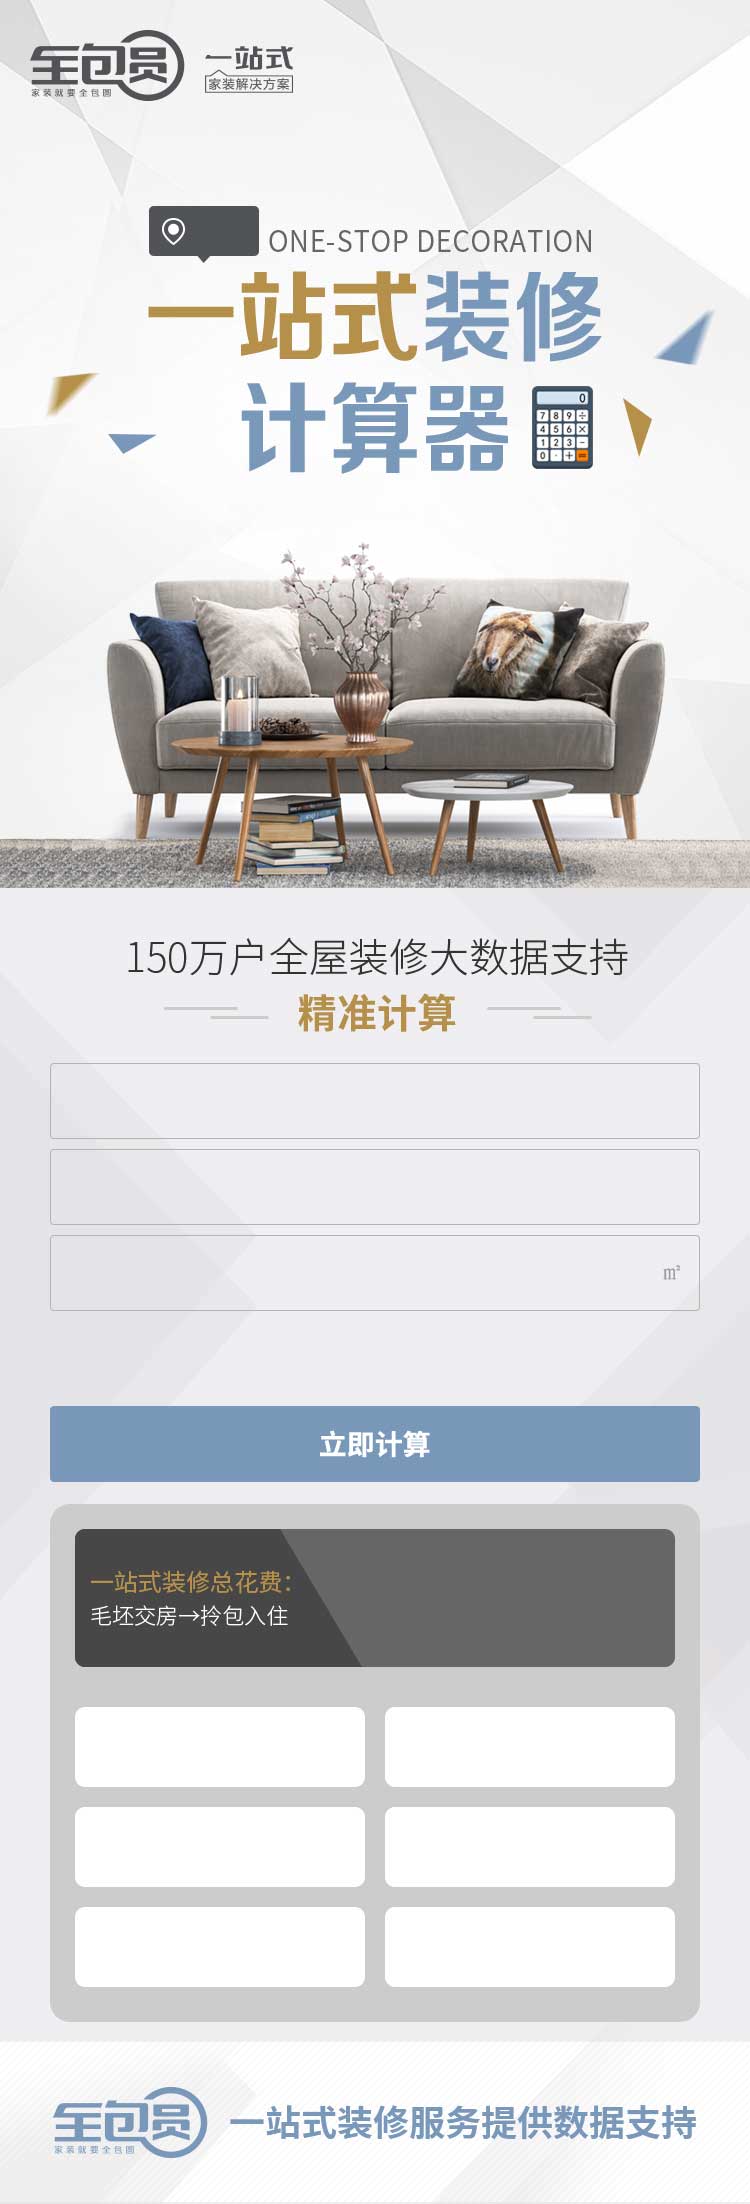 全包圆
家装就要全包圆
一站式
家装解决方案
ONE-STOP DECORATION
一站式装修
计算器
0
7 8 9 ÷
4 5 6 ×
1 2 3 -
0 · + =
150万户全屋装修大数据支持
精准计算
㎡
立即计算
一站式装修总花费：
毛坯交房→拎包入住
全包圆
家装就要全包圆
一站式装修服务提供数据支持